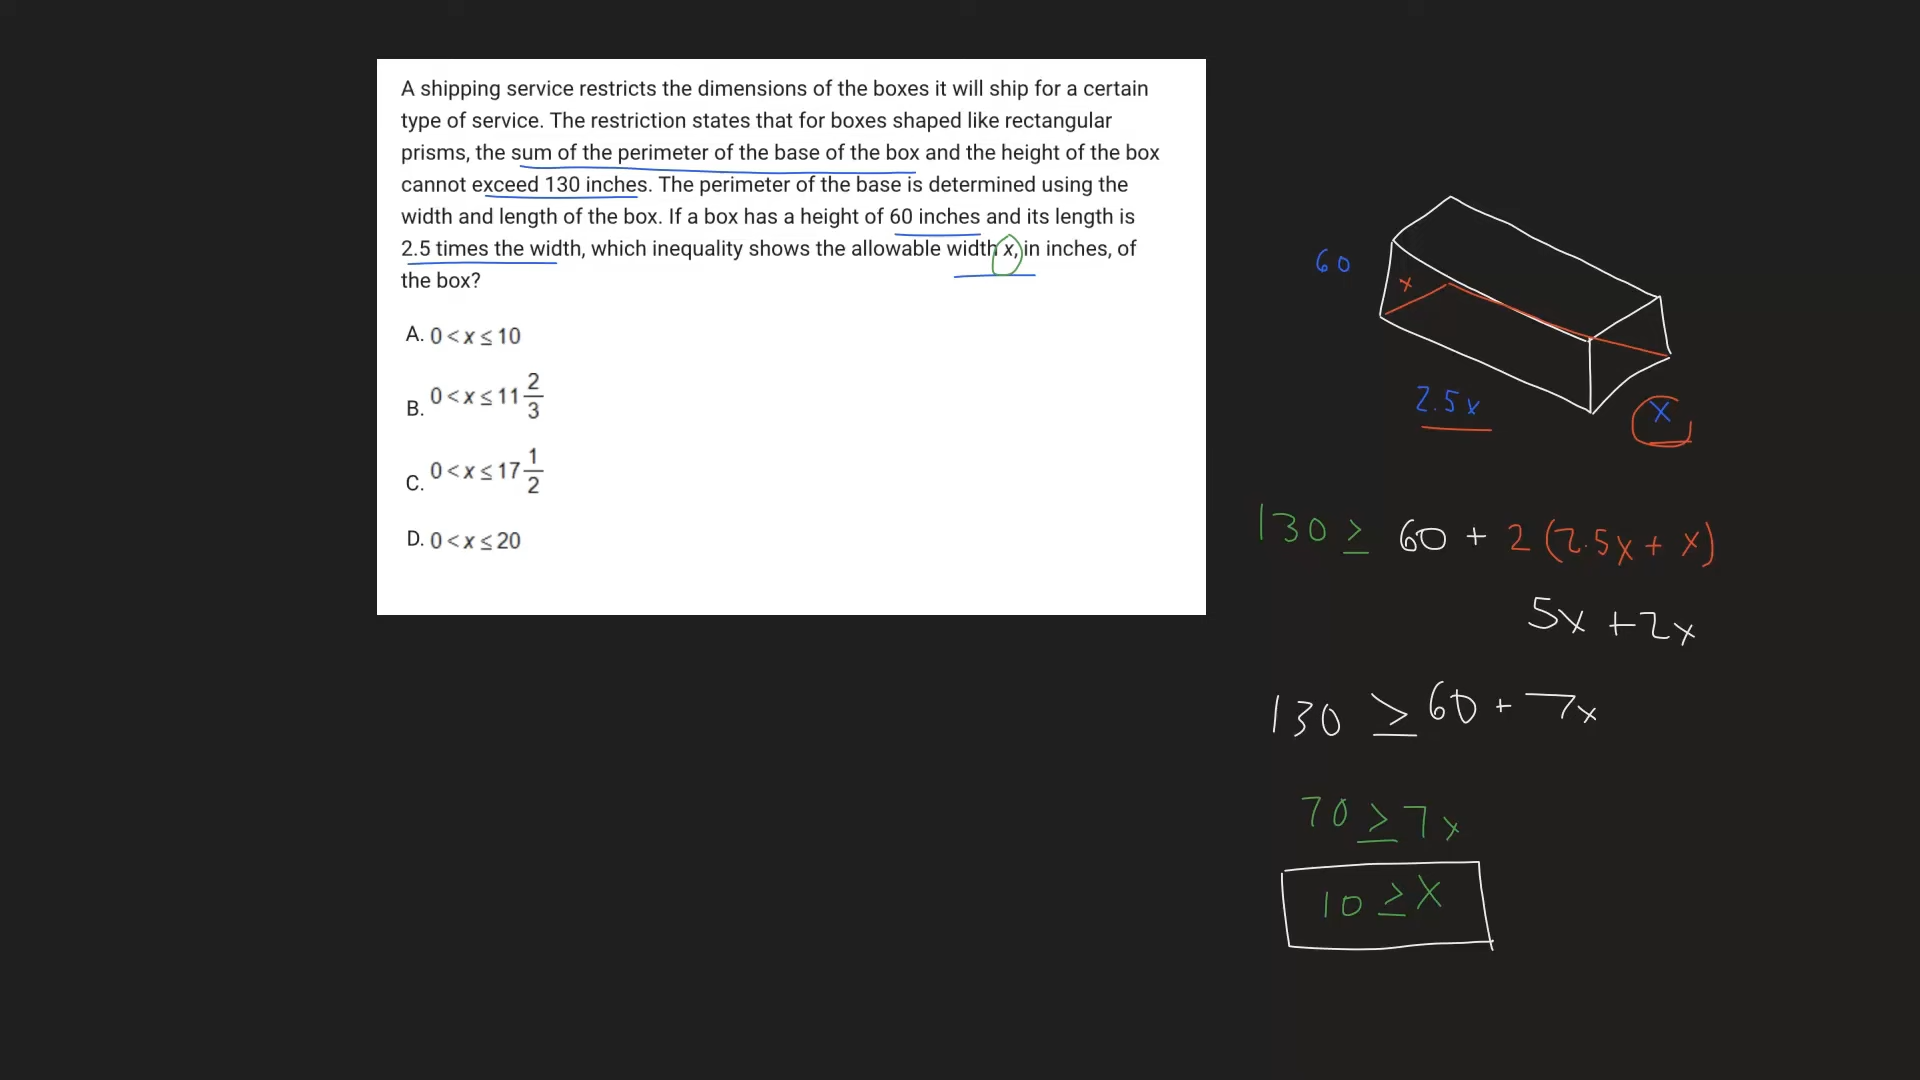 A shipping service restricts the dimensions of the boxes it will ship for a certain
type of service. The restriction states that for boxes shaped like rectangular
prisms, the sum of the perimeter of the base of the box and the height of the box
cannot exceed 130 inches. The perimeter of the base is determined using the
width and length of the box. If a box has a height of 60 inches and its length is
2.5 times the width, which inequality shows the allowable width x, in inches, of
the box?
A. 0 < x ≤ 10
B. 0 < x ≤ 11 2/3
C. 0 < x ≤ 17 1/2
D. 0 < x ≤ 20
60
x
2.5x
x
130 ≥ 60 + 2 (2.5x + x)
5x + 2x
130 ≥ 60 + 7x
70 ≥ 7x
10 ≥ x